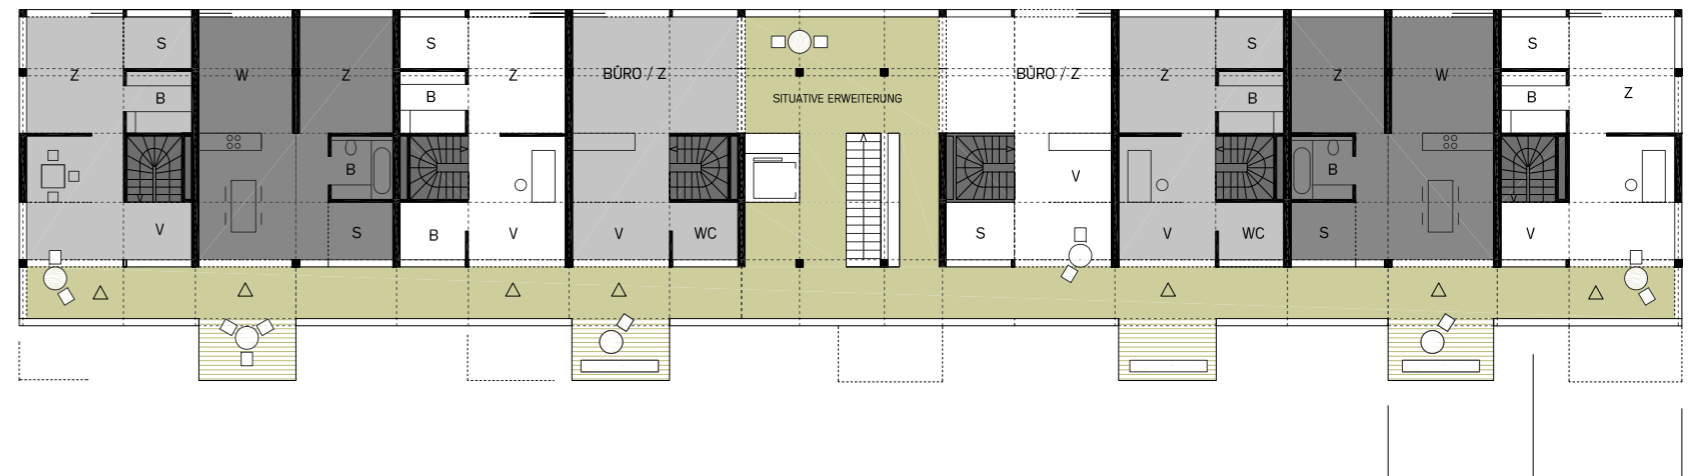 S S S S
Z W Z Z BÜRO / Z BÜRO / Z Z Z W Z
B B SITUATIVE ERWEITERUNG B B
B V B
V S B V V WC S V WC S V